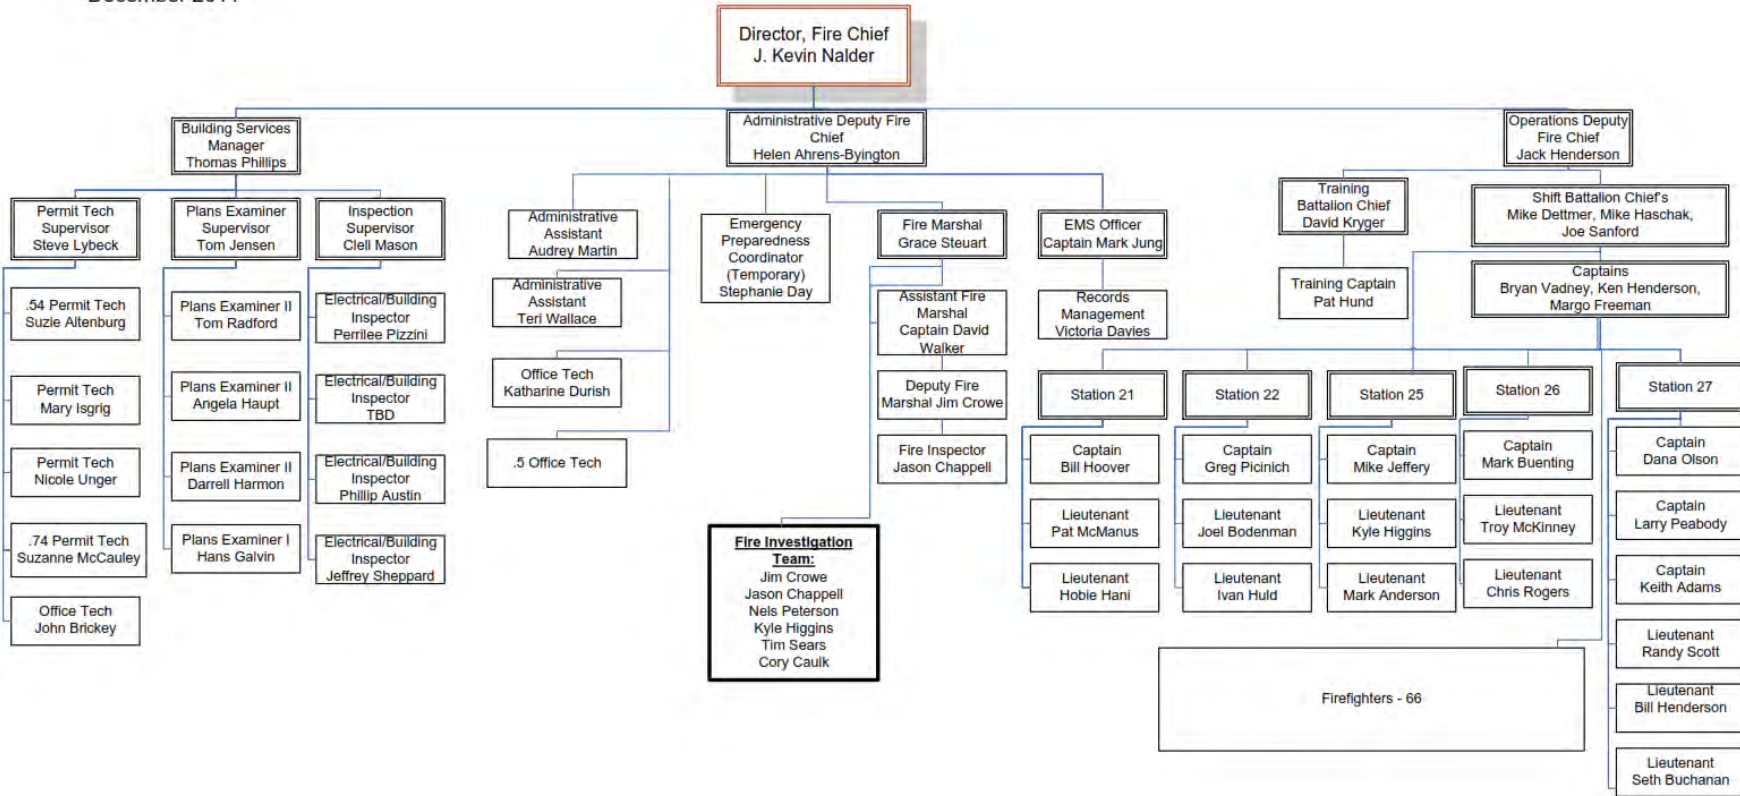 Director, Fire Chief
J. Kevin Nalder
Building Services
Manager
Thomas Phillips
Administrative Deputy Fire
Chief
Helen Ahrens-Byington
Operations Deputy
Fire Chief
Jack Henderson
Permit Tech
Supervisor
Steve Lybeck
Plans Examiner
Supervisor
Tom Jensen
Inspection
Supervisor
Clell Mason
.54 Permit Tech
Suzie Altenburg
Permit Tech
Mary Isgrig
Permit Tech
Nicole Unger
.74 Permit Tech
Suzanne McCauley
Office Tech
John Brickey
Plans Examiner II
Tom Radford
Plans Examiner II
Angela Haupt
Plans Examiner II
Darrell Harmon
Plans Examiner I
Hans Galvin
Electrical/Building
Inspector
Perrilee Pizzini
Electrical/Building
Inspector
TBD
Electrical/Building
Inspector
Phillip Austin
Electrical/Building
Inspector
Jeffrey Sheppard
Administrative
Assistant
Audrey Martin
Administrative
Assistant
Teri Wallace
Office Tech
Katharine Durish
.5 Office Tech
Emergency
Preparedness
Coordinator
(Temporary)
Stephanie Day
Fire Marshal
Grace Steuart
Assistant Fire
Marshal
Captain David
Walker
Deputy Fire
Marshal Jim Crowe
Fire Inspector
Jason Chappell
Fire Investigation
Team:
Jim Crowe
Jason Chappell
Nels Peterson
Kyle Higgins
Tim Sears
Cory Caulk
EMS Officer
Captain Mark Jung
Records
Management
Victoria Davies
Training
Battalion Chief
David Kryger
Training Captain
Pat Hund
Shift Battalion Chief's
Mike Dettmer, Mike Haschak,
Joe Sanford
Captains
Bryan Vadney, Ken Henderson,
Margo Freeman
Station 21
Captain
Bill Hoover
Lieutenant
Pat McManus
Lieutenant
Hobie Hani
Station 22
Captain
Greg Picinich
Lieutenant
Joel Bodenman
Lieutenant
Ivan Huld
Station 25
Captain
Mike Jeffery
Lieutenant
Kyle Higgins
Lieutenant
Mark Anderson
Station 26
Captain
Mark Buenting
Lieutenant
Troy McKinney
Lieutenant
Chris Rogers
Station 27
Captain
Dana Olson
Captain
Larry Peabody
Captain
Keith Adams
Lieutenant
Randy Scott
Lieutenant
Bill Henderson
Lieutenant
Seth Buchanan
Firefighters - 66